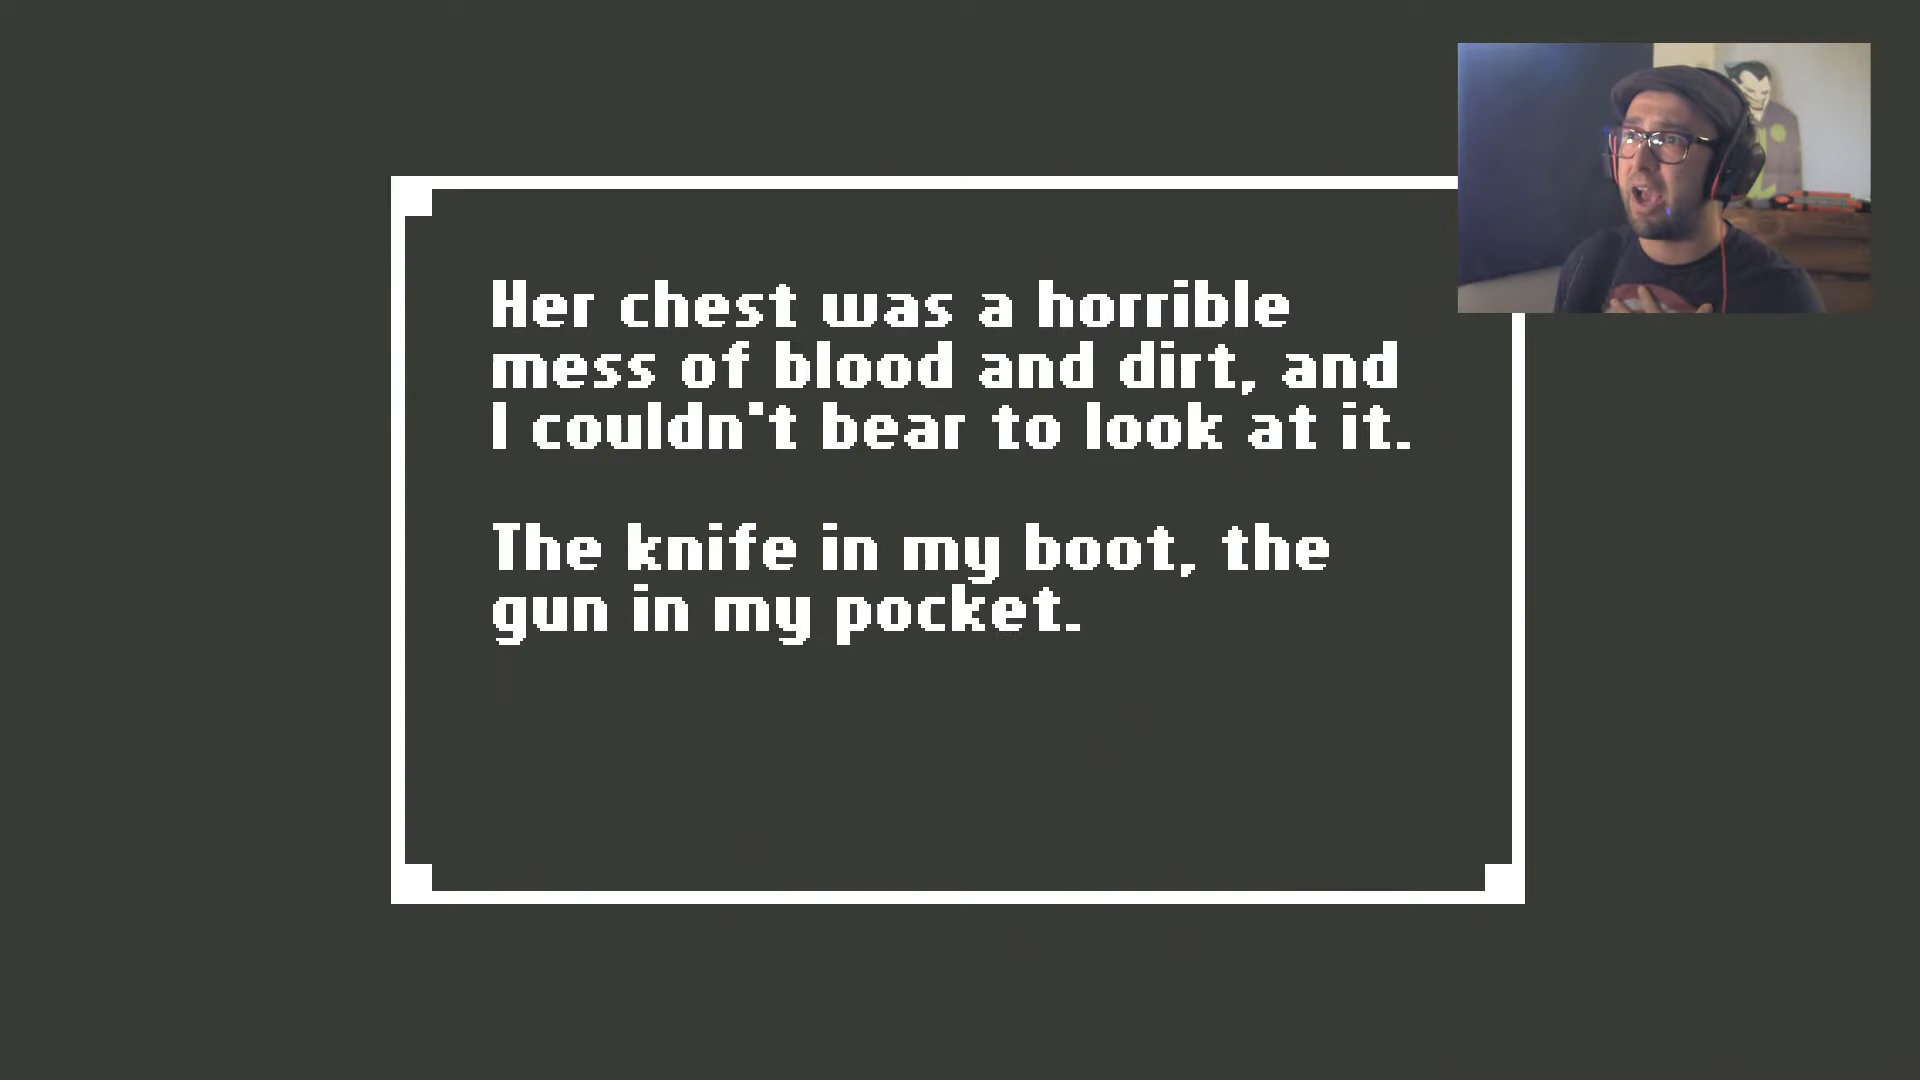 Her chest was a horrible
mess of blood and dirt, and
I couldn't bear to look at it.
The knife in my boot, the
gun in my pocket.